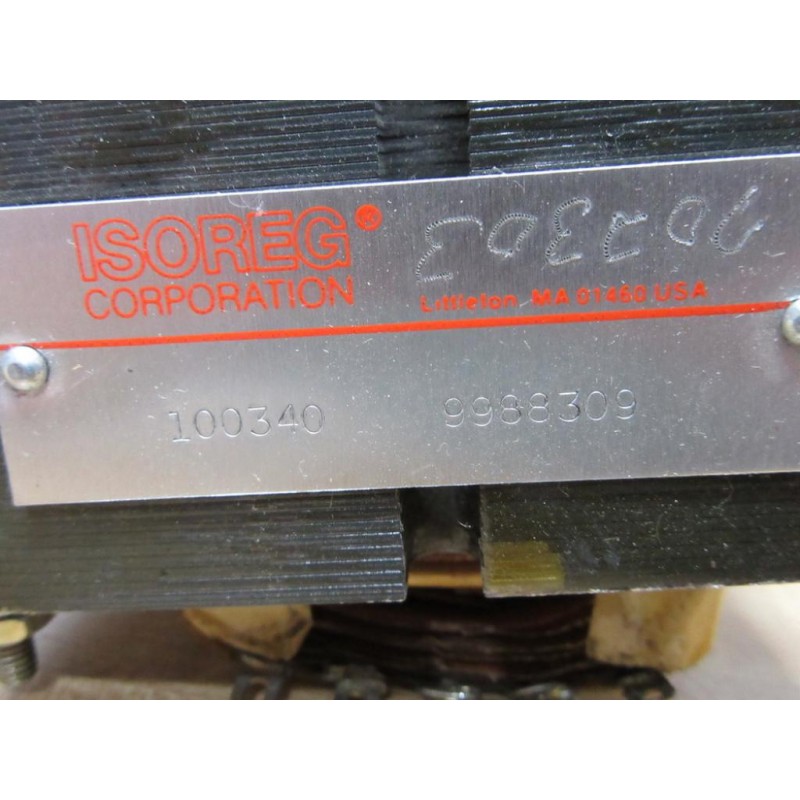 ISOREG®
CORPORATION
Littleton, MA 01460 USA
100340 9988309